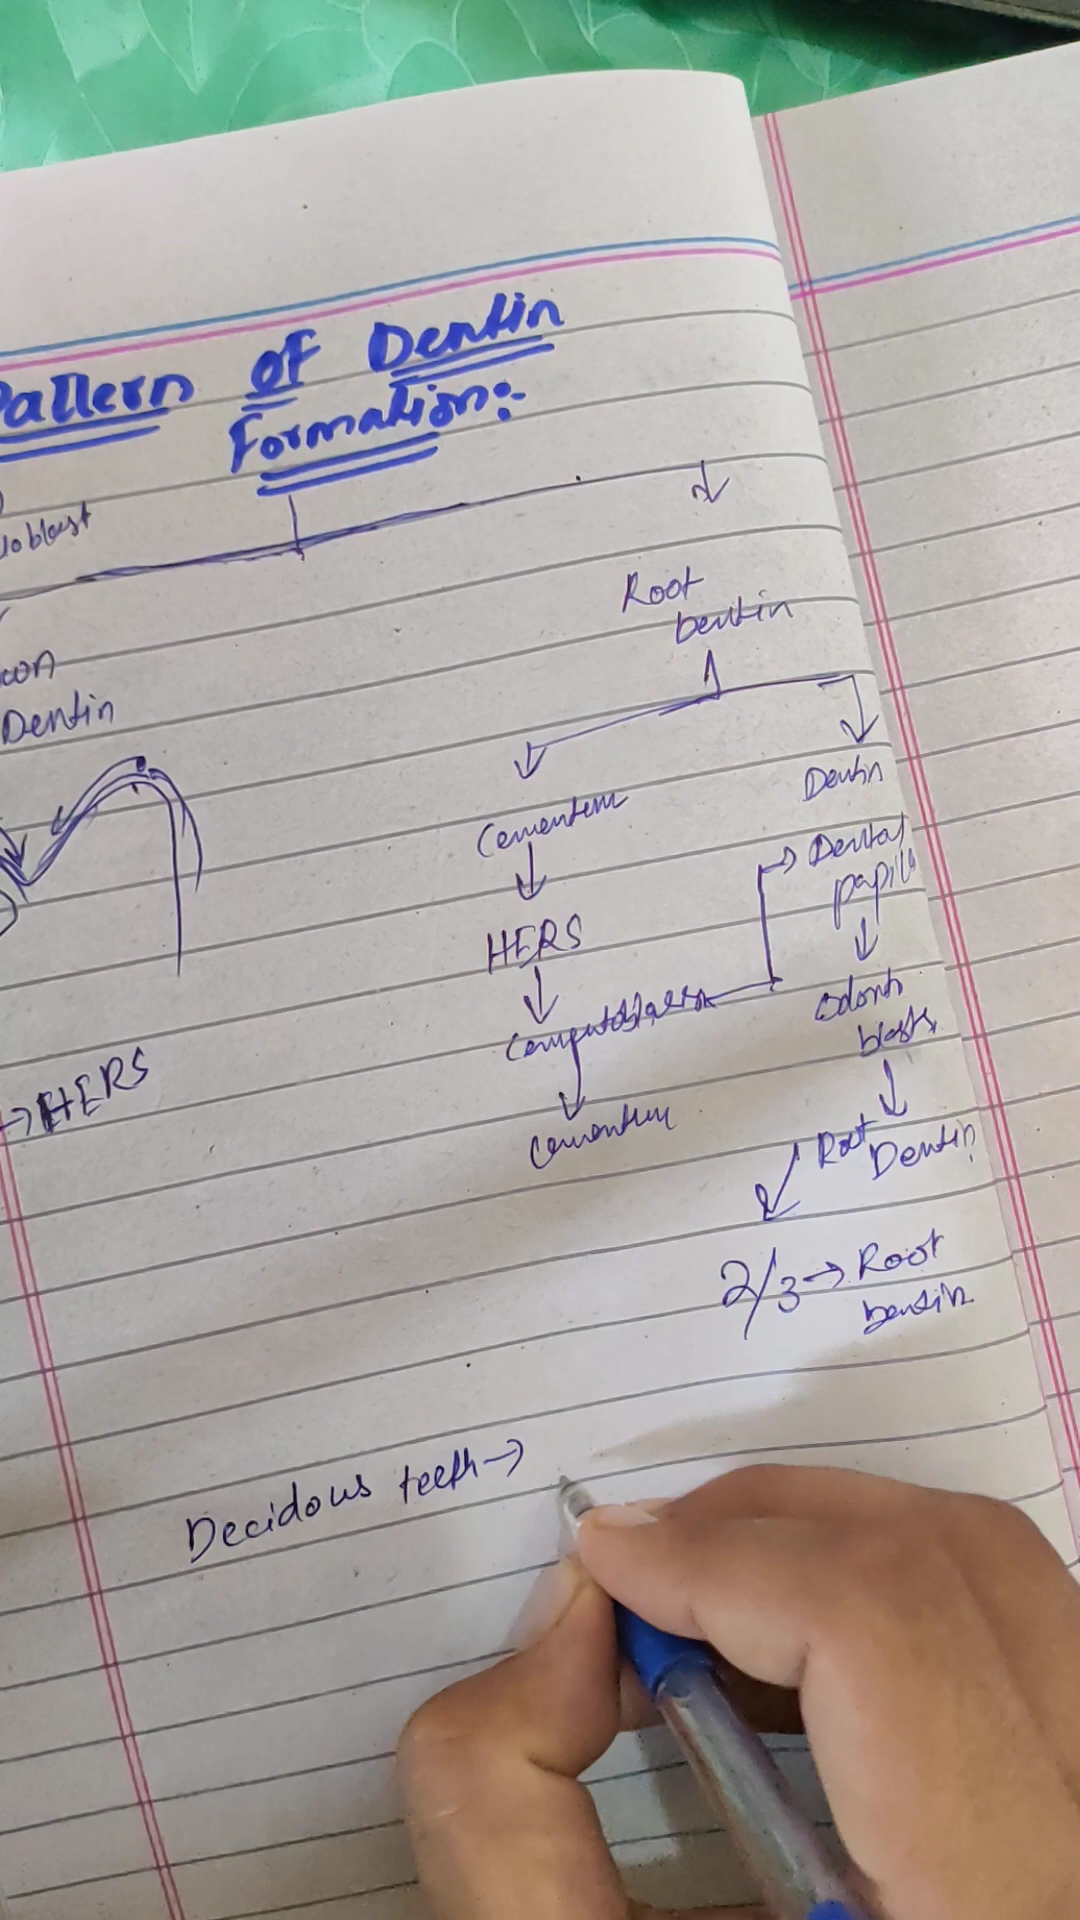 Pattern of Dentin
Formation:-
Dentin
Root
Dentin
Cementum
Dentin
HERS
Dental
papilla
Cementoblasts
Odonto
blasts
→HERS
Cementum
Root
Dentin
2/3→Root
Dentin
Decidous teeth→